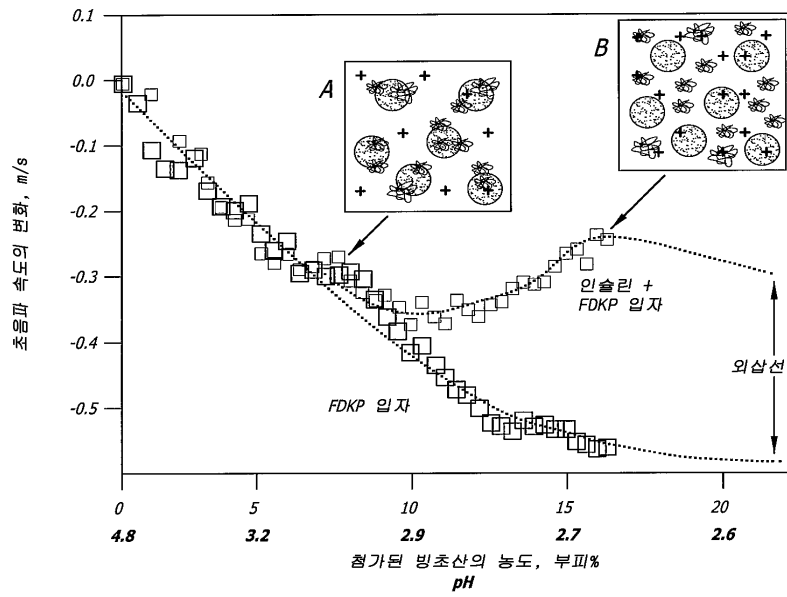 0.1
0.0
-0.1
-0.2
-0.3
-0.4
-0.5
초음파 속도의 변화, m/s
A
B
인슐린 +
FDKP 입자
외삽선
FDKP 입자
0 5 10 15 20
4.8 3.2 2.9 2.7 2.6
첨가된 빙초산의 농도, 부피%
pH